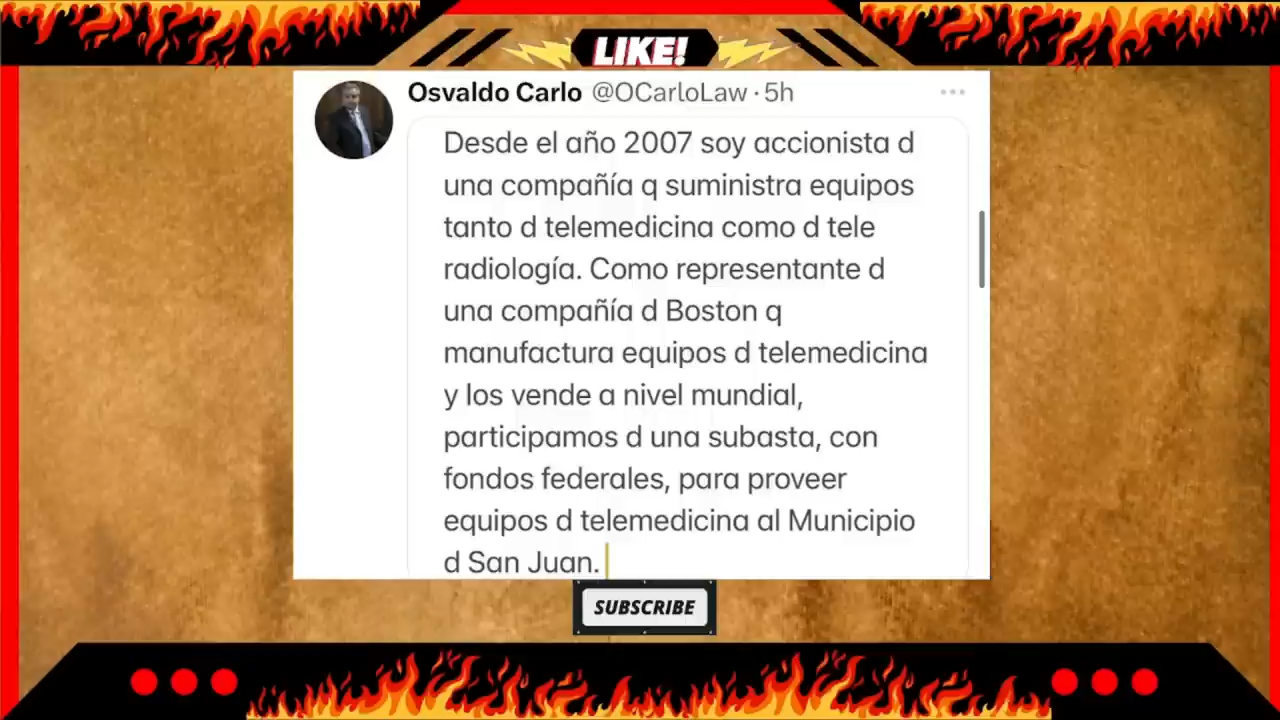 LIKE!
Osvaldo Carlo @OCarloLaw · 5h
Desde el año 2007 soy accionista d
una compañía q suministra equipos
tanto d telemedicina como d tele
radiología. Como representante d
una compañía d Boston q
manufactura equipos d telemedicina
y los vende a nivel mundial,
participamos d una subasta, con
fondos federales, para proveer
equipos d telemedicina al Municipio
d San Juan.
SUBSCRIBE